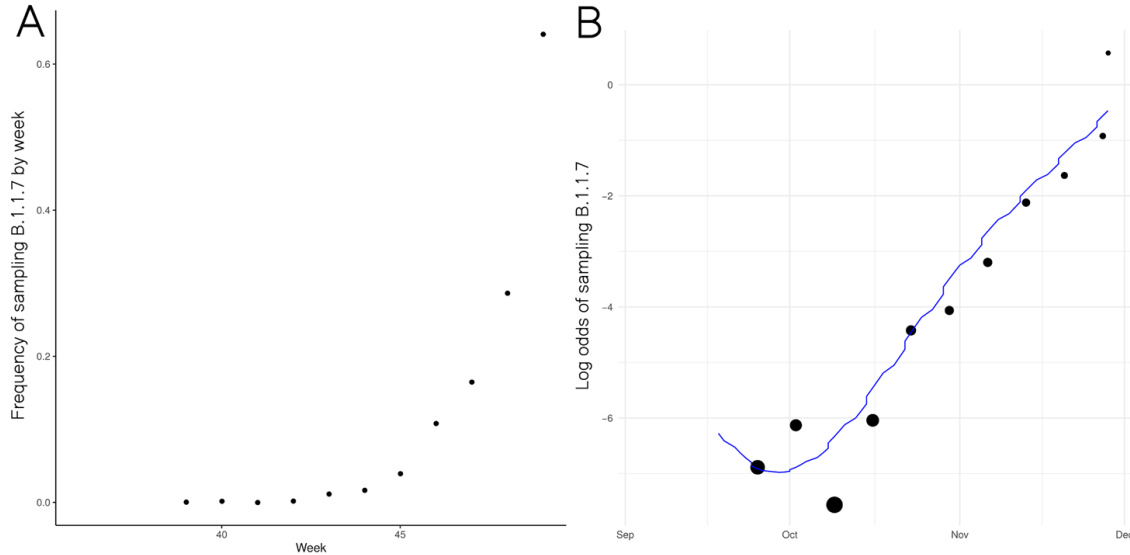 A
Frequency of sampling B.1.1.7 by week
0.6
0.4
0.2
0.0
40
45
Week
B
Log odds of sampling B.1.1.7
0
−2
−4
−6
Sep
Oct
Nov
Dec